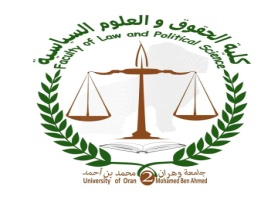 كلية الحقوق و العلوم السياسية
Faculty of Law and Political Science
جامعة وهران 2 محمد بن أحمد
University of Oran 2 Mohamed Ben Ahmed